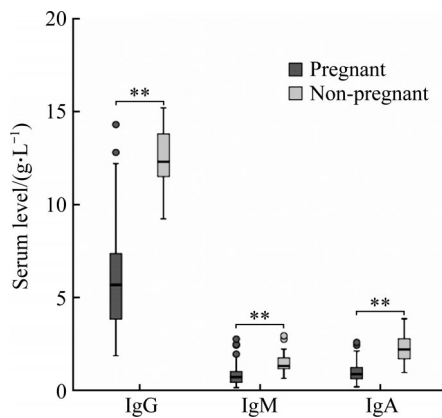 20
15
10
5
0
Serum level/(g·L⁻¹)
Pregnant
Non-pregnant
**
**
**
IgG
IgM
IgA